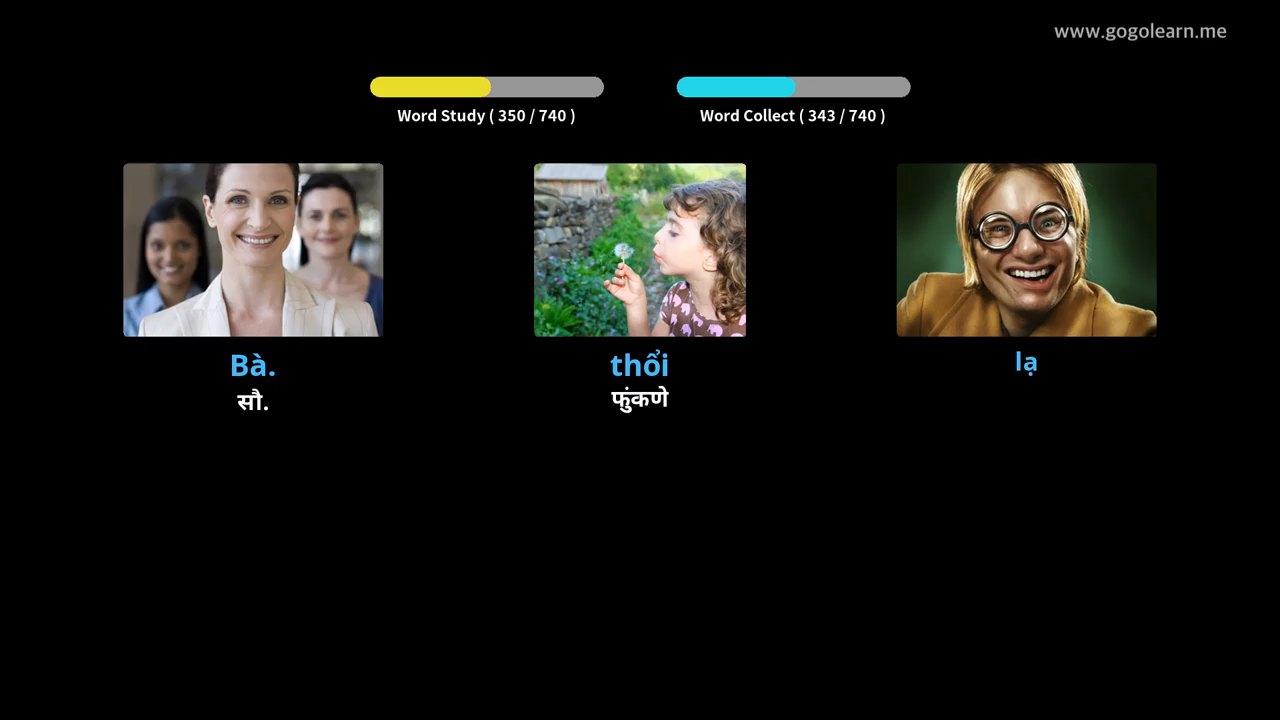 www.gogolearn.me
Word Study ( 350 / 740 )
Word Collect ( 343 / 740 )
Bà.
सौ.
thổi
फुंकणे
lạ